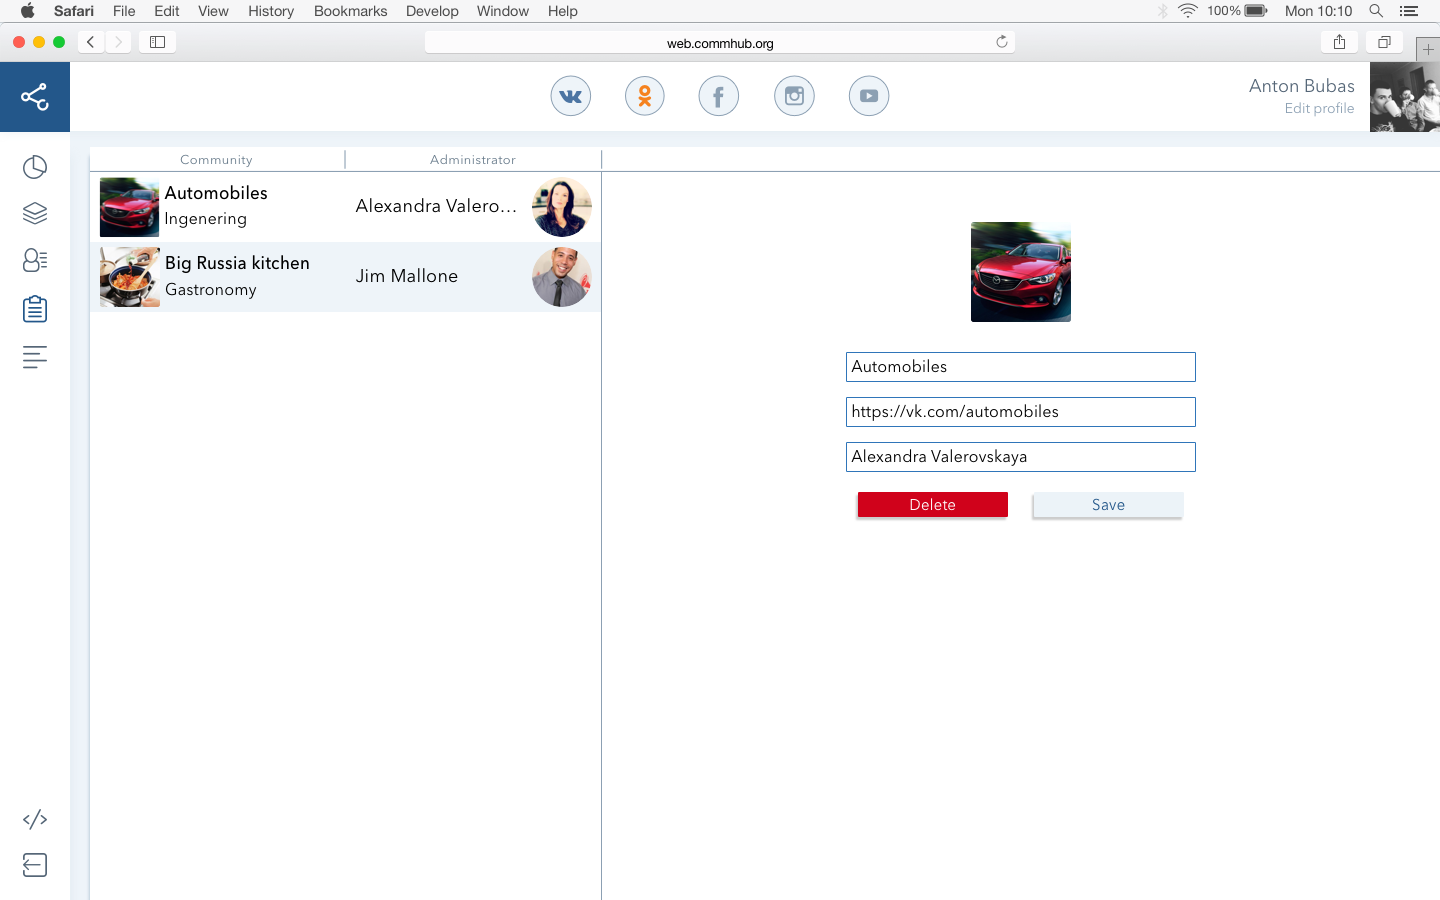 Safari File Edit View History Bookmarks Develop Window Help 100% Mon 10:10
web.commhub.org
Anton Bubas
Edit profile
Community Administrator
Automobiles
Ingenering
Alexandra Valero...
Big Russia kitchen
Gastronomy
Jim Mallone
Automobiles
https://vk.com/automobiles
Alexandra Valerovskaya
Delete Save